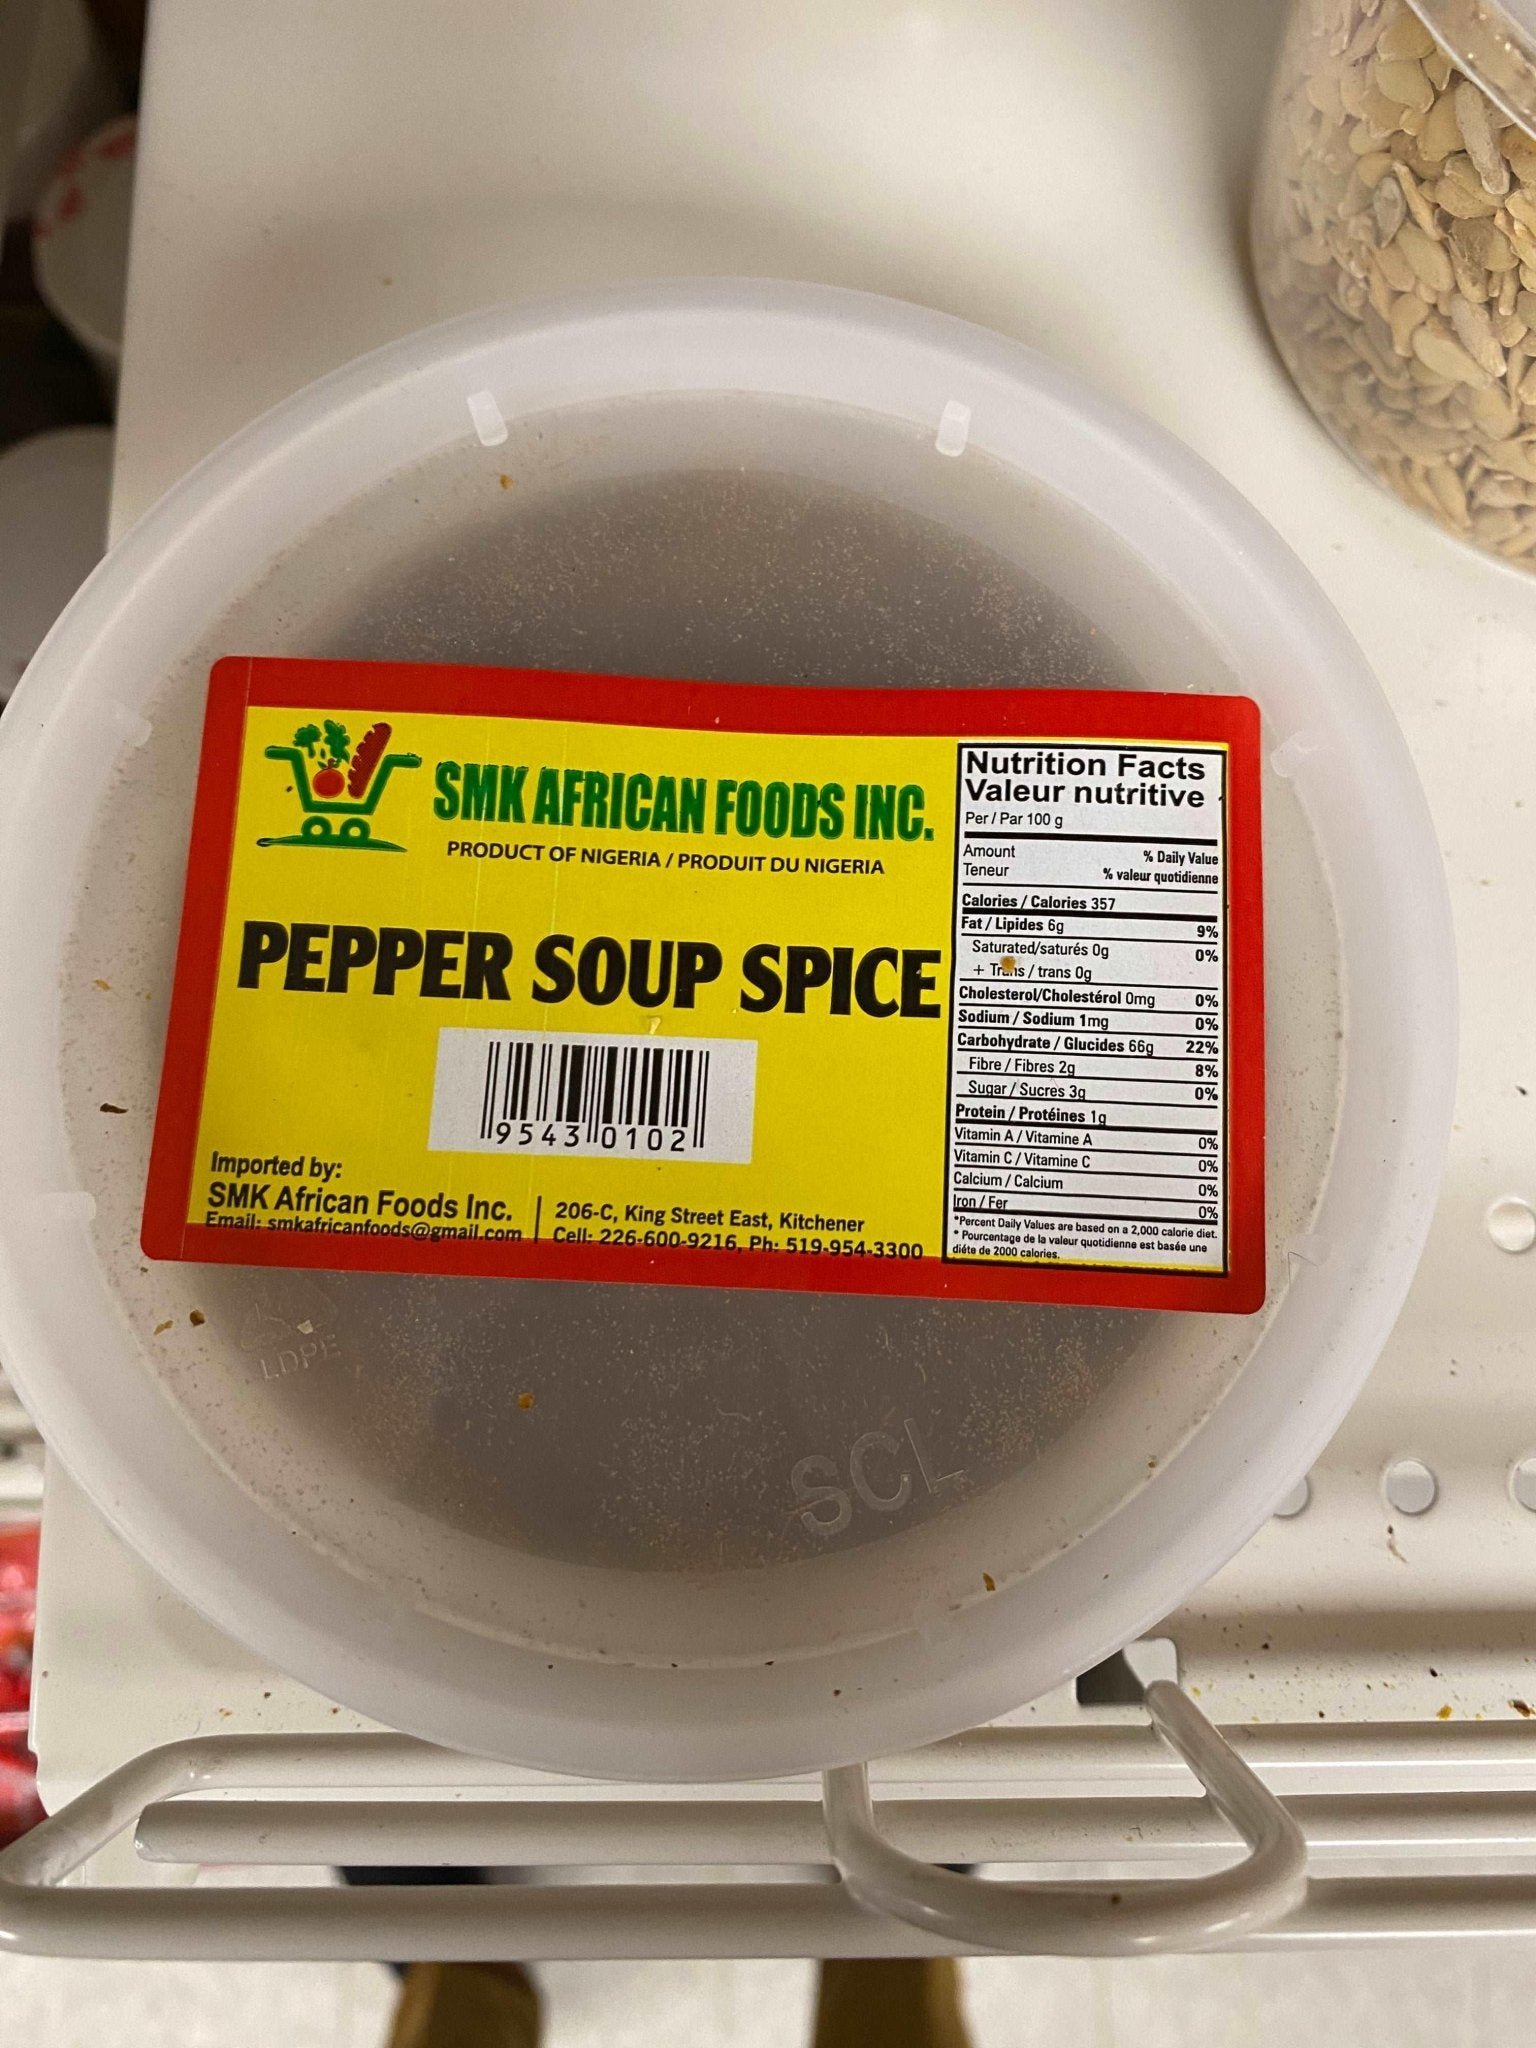 SMK AFRICAN FOODS INC.
PRODUCT OF NIGERIA / PRODUIT DU NIGERIA
PEPPER SOUP SPICE
9543 0102
Imported by:
SMK African Foods Inc.
Email: smkafricanfoods@gmail.com
206-C, King Street East, Kitchener
Cell: 226-600-9216, Ph: 519-954-3300
Nutrition Facts
Valeur nutritive
Per / Par 100 g
Amount % Daily Value
Teneur % valeur quotidienne
Calories / Calories 357
Fat / Lipides 6g 9%
Saturated/saturés 0g 0%
+ Trans / trans 0g
Cholesterol/Cholestérol 0mg 0%
Sodium / Sodium 1mg 0%
Carbohydrate / Glucides 66g 22%
Fibre / Fibres 2g 8%
Sugar / Sucres 3g 0%
Protein / Protéines 1g
Vitamin A / Vitamine A 0%
Vitamin C / Vitamine C 0%
Calcium / Calcium 0%
Iron / Fer 0%
*Percent Daily Values are based on a 2,000 calorie diet.
* Pourcentage de la valeur quotidienne est basée une
diéte de 2000 calories.
LDPE
SCL